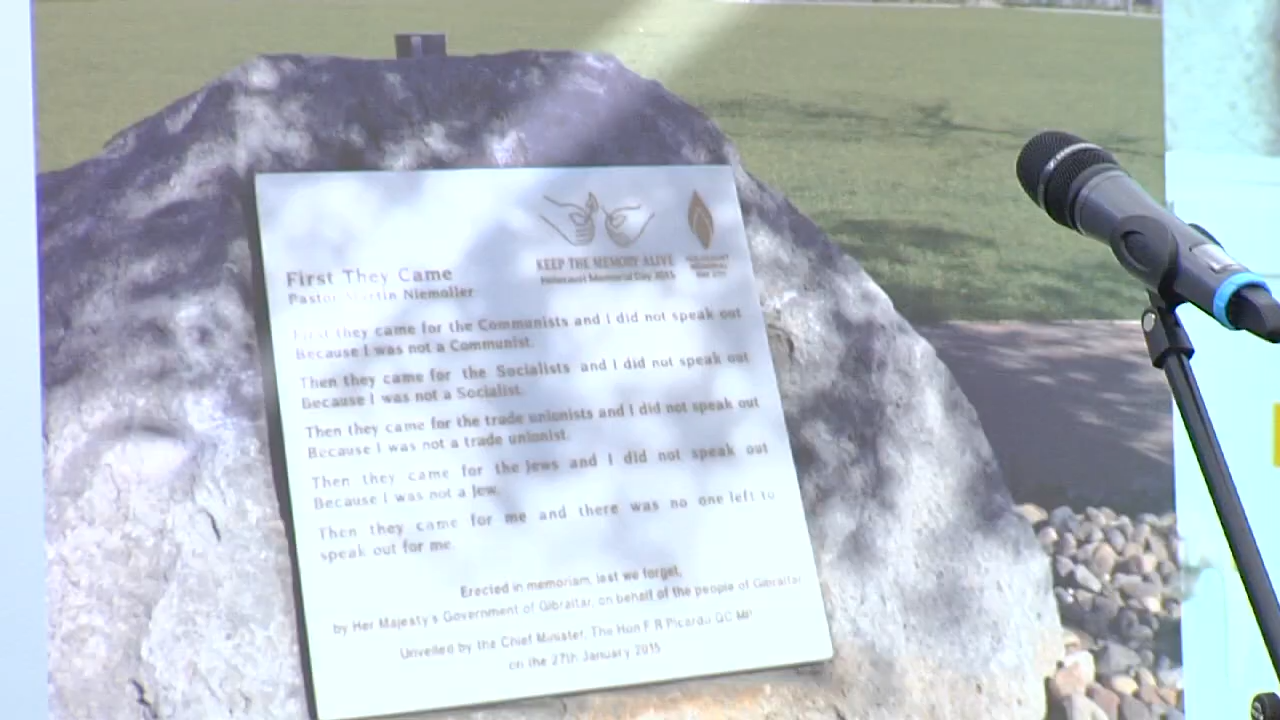 KEEP THE MEMORY ALIVE
Holocaust Memorial Day 2015
HOLOCAUST
MEMORIAL
DAY
First They Came
Pastor Martin Niemoller
First they came for the Communists and I did not speak out
Because I was not a Communist.
Then they came for the Socialists and I did not speak out
Because I was not a Socialist.
Then they came for the trade unionists and I did not speak out
Because I was not a trade unionist.
Then they came for the Jews and I did not speak out
Because I was not a Jew.
Then they came for me and there was no one left to
speak out for me.
Erected in memoriam, last we forget,
by Her Majesty's Government of Gibraltar, on behalf of the people of Gibraltar
Unveiled by the Chief Minister, The Hon F R Picardo QC MP
on the 27th January 2015